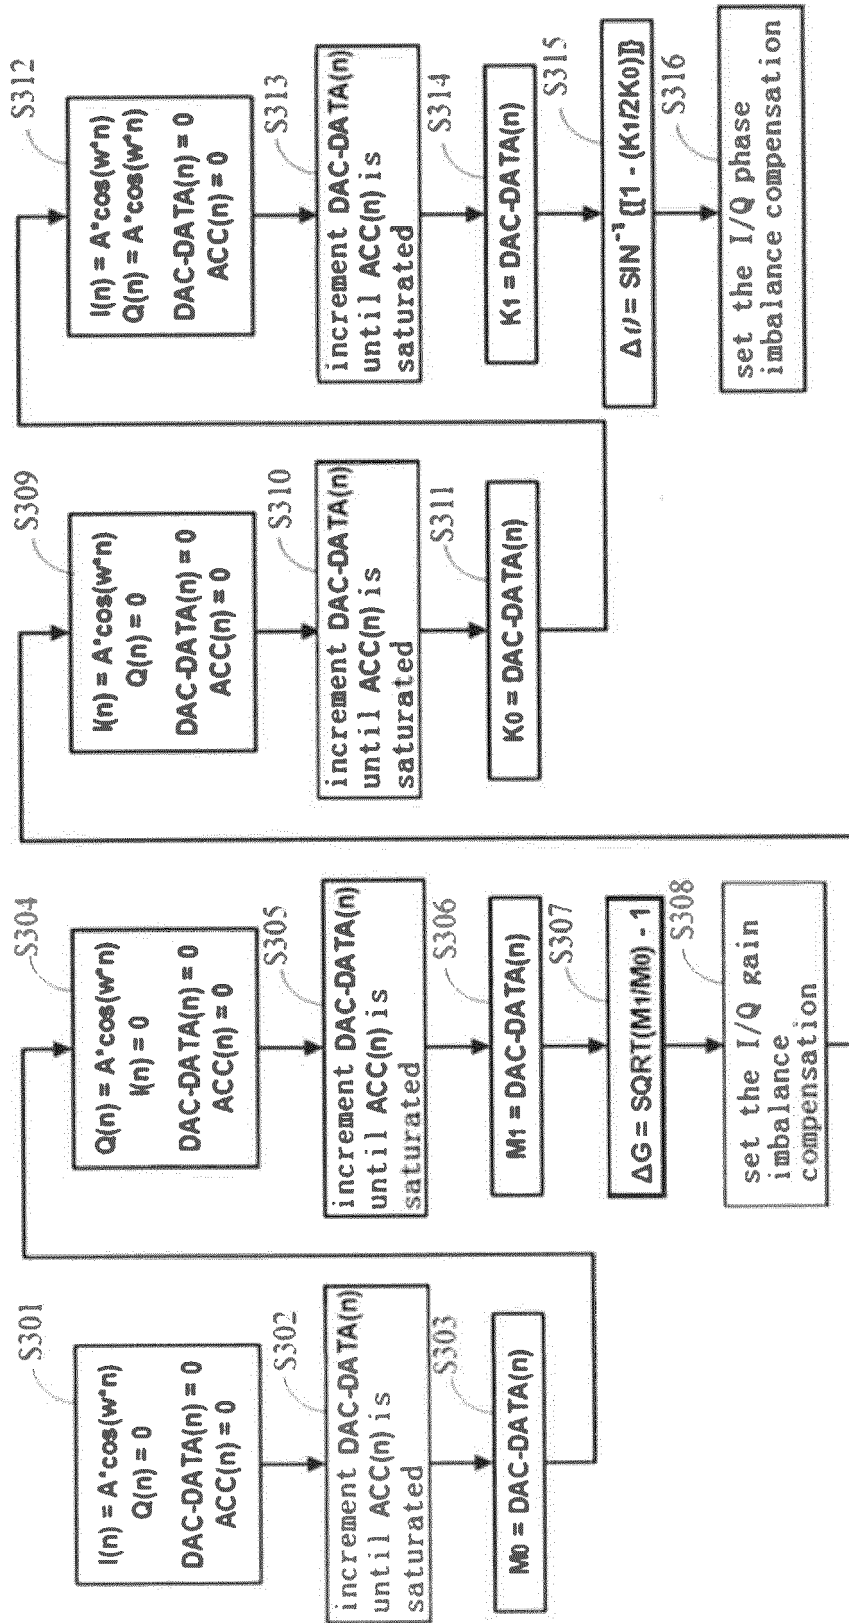 S301
I(n) = A*cos(w*n)
Q(n) = 0
DAC-DATA(n) = 0
ACC(n) = 0
S302
increment DAC-DATA(n)
until ACC(n) is
saturated
S303
M0 = DAC-DATA(n)
S304
Q(n) = A*cos(w*n)
I(n) = 0
DAC-DATA(n) = 0
ACC(n) = 0
S305
increment DAC-DATA(n)
until ACC(n) is
saturated
S306
M1 = DAC-DATA(n)
S307
ΔG = SQRT(M1/M0) - 1
S308
set the I/Q gain
imbalance
compensation
S309
I(n) = A*cos(w*n)
Q(n) = 0
DAC-DATA(n) = 0
ACC(n) = 0
S310
increment DAC-DATA(n)
until ACC(n) is
saturated
S311
K0 = DAC-DATA(n)
S312
I(n) = A*cos(w*n)
Q(n) = A*cos(w*n)
DAC-DATA(n) = 0
ACC(n) = 0
S313
increment DAC-DATA(n)
until ACC(n) is
saturated
S314
K1 = DAC-DATA(n)
S315
Δ = SIN⁻¹ {[1 - (K1/2K0)]}
S316
set the I/Q phase
imbalance compensation